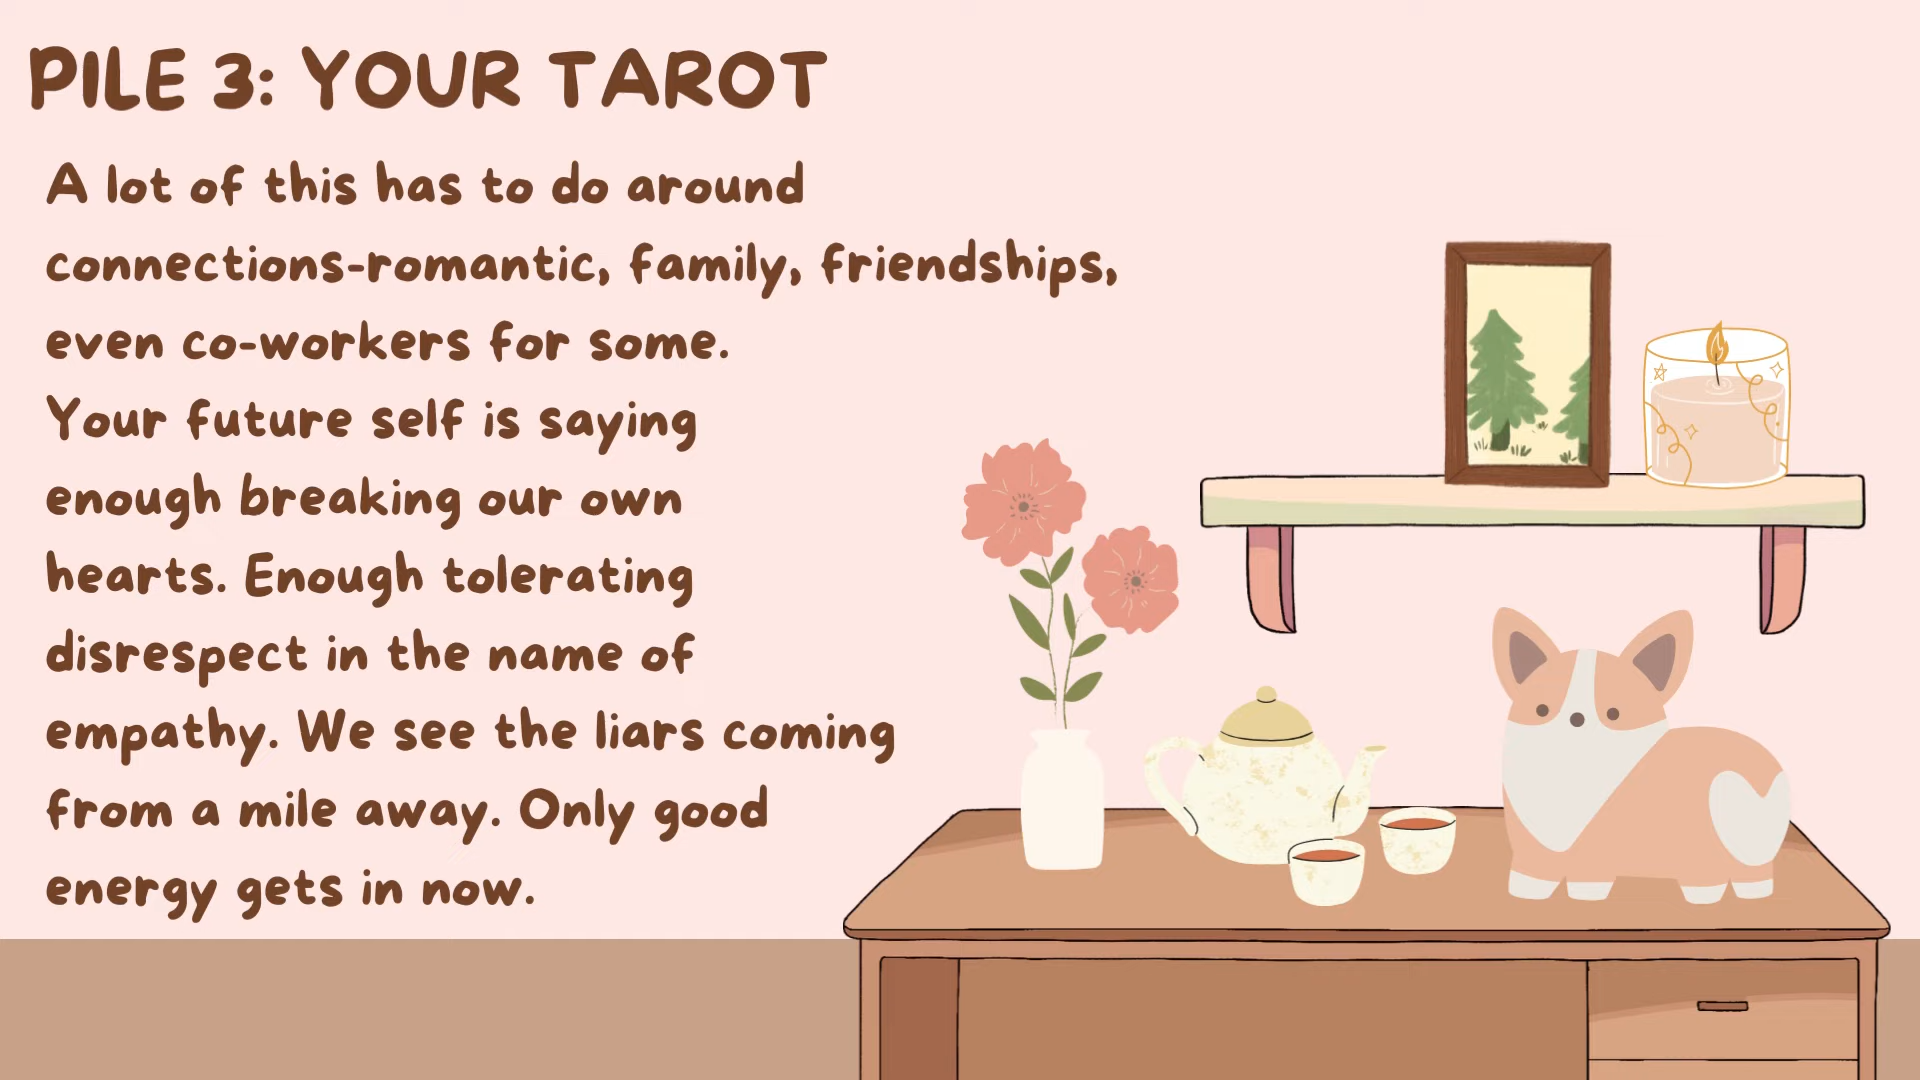 PILE 3: YOUR TAROT
A lot of this has to do around
connections-romantic, family, friendships,
even co-workers for some.
Your future self is saying
enough breaking our own
hearts. Enough tolerating
disrespect in the name of
empathy. We see the liars coming
from a mile away. Only good
energy gets in now.